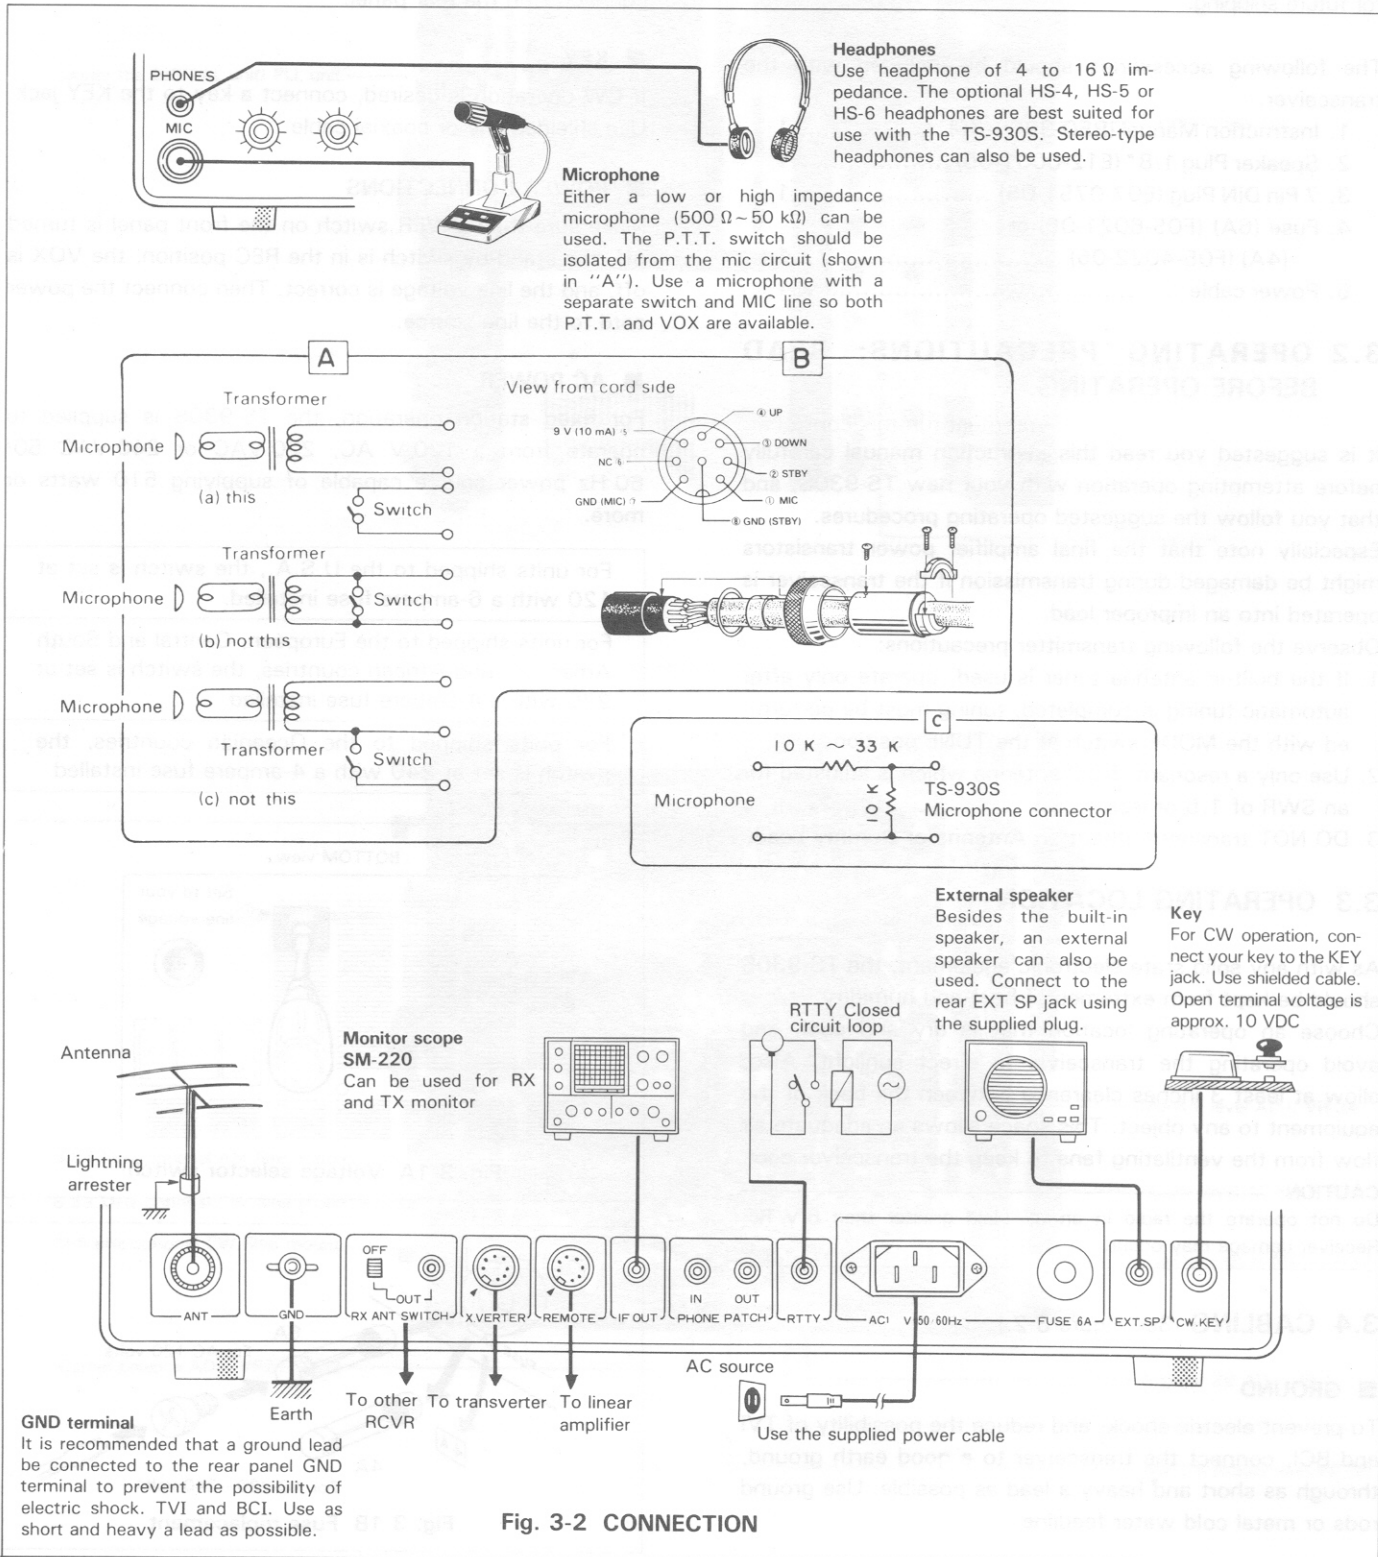 PHONES
MIC
Headphones
Use headphone of 4 to 16 Ω im-
pedance. The optional HS-4, HS-5 or
HS-6 headphones are best suited for
use with the TS-930S. Stereo-type
headphones can also be used.
Microphone
Either a low or high impedance
microphone (500 Ω ~ 50 kΩ) can be
used. The P.T.T. switch should be
isolated from the mic circuit (shown
in "A"). Use a microphone with a
separate switch and MIC line so both
P.T.T. and VOX are available.
A
Transformer
Microphone
(a) this
Switch
Transformer
Microphone
Switch
(b) not this
Microphone
Transformer
Switch
(c) not this
B
View from cord side
④ UP
9 V (10 mA) 5
③ DOWN
NC 6
② STBY
GND (MIC) 7
① MIC
⑧ GND (STBY)
C
10 K ~ 33 K
Microphone
10 K
TS-930S
Microphone connector
External speaker
Besides the built-in
speaker, an external
speaker can also be
used. Connect to the
rear EXT SP jack using
the supplied plug.
Key
For CW operation, con-
nect your key to the KEY
jack. Use shielded cable.
Open terminal voltage is
approx. 10 VDC
RTTY Closed
circuit loop
Monitor scope
SM-220
Can be used for RX
and TX monitor
Antenna
Lightning
arrester
ANT
GND
OFF
OUT
RX ANT SWITCH
X.VERTER
REMOTE
IF OUT
IN
OUT
PHONE PATCH
RTTY
AC1 V 50/60Hz
FUSE 6A
EXT.SP
CW.KEY
Earth
To other
RCVR
To transverter
To linear
amplifier
AC source
Use the supplied power cable
GND terminal
It is recommended that a ground lead
be connected to the rear panel GND
terminal to prevent the possibility of
electric shock. TVI and BCI. Use as
short and heavy a lead as possible.
Fig. 3-2 CONNECTION